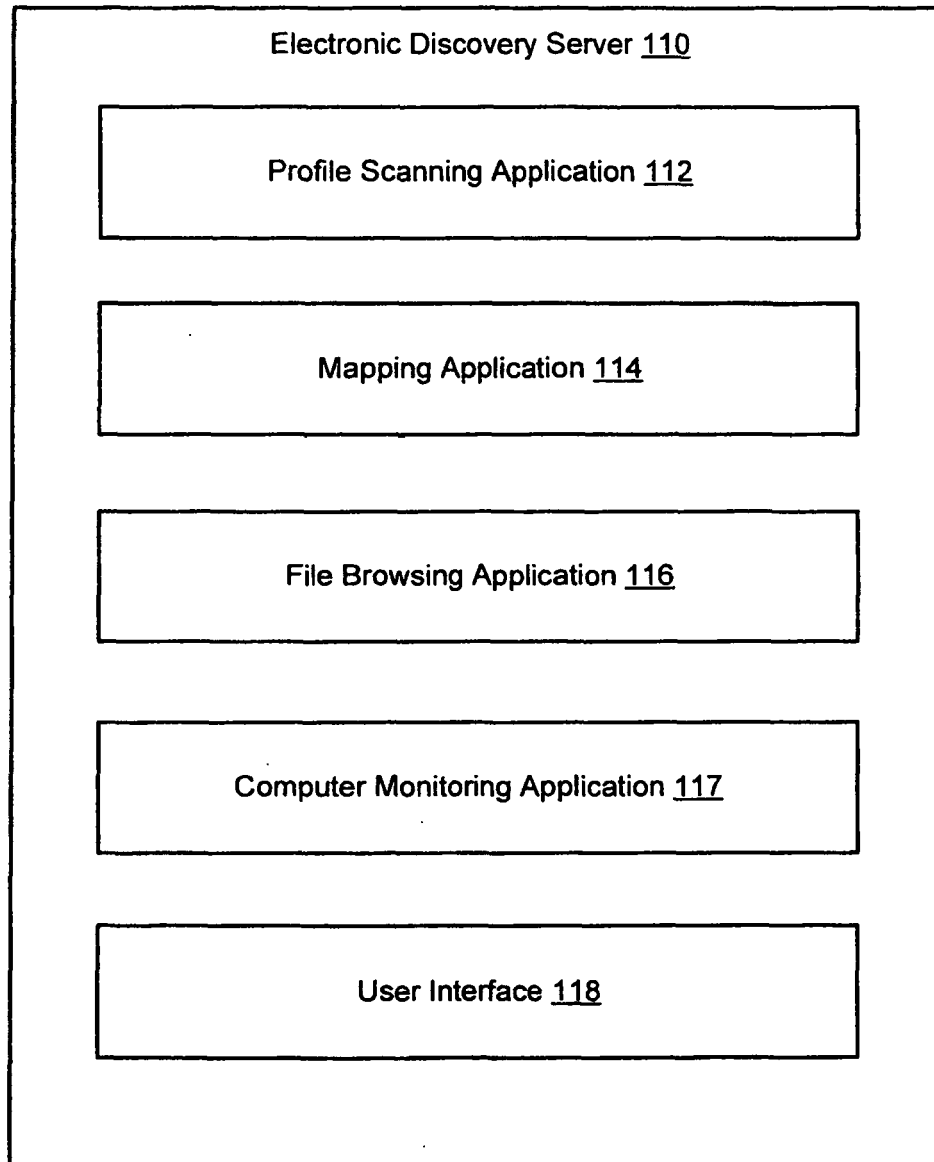 Electronic Discovery Server 110
Profile Scanning Application 112
Mapping Application 114
File Browsing Application 116
Computer Monitoring Application 117
User Interface 118